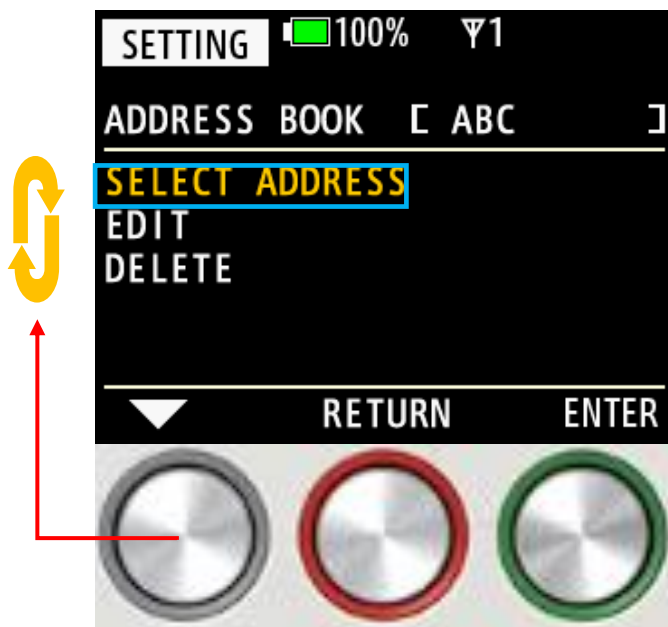 SETTING 100% 1
ADDRESS BOOK [ ABC ]
SELECT ADDRESS
EDIT
DELETE
RETURN ENTER